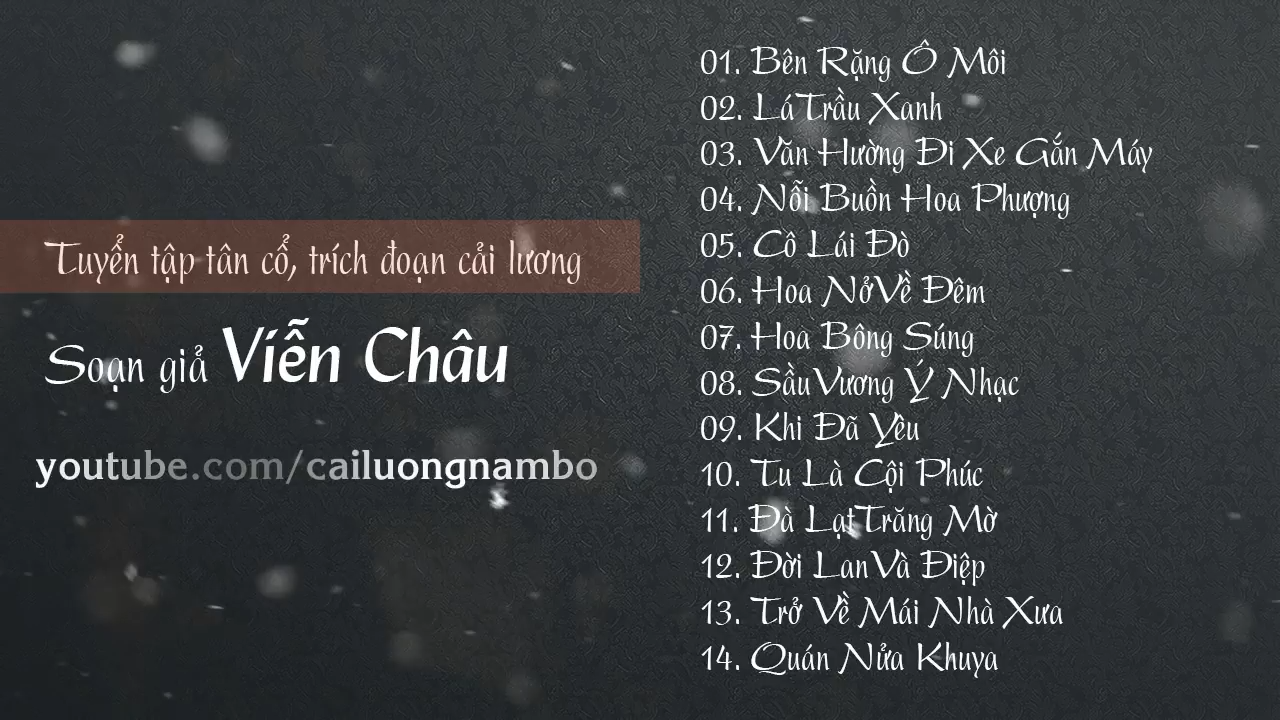 Tuyển tập tân cổ, trích đoạn cải lương
Soạn giả Viễn Châu
youtube.com/cailuongnambo
01. Bên Rặng Ô Môi
02. Lá Trầu Xanh
03. Văn Hường Đi Xe Gắn Máy
04. Nỗi Buồn Hoa Phượng
05. Cô Lái Đò
06. Hoa Nở Về Đêm
07. Hoa Bông Súng
08. Sầu Vương Ý Nhạc
09. Khi Đã Yêu
10. Tu Là Cội Phúc
11. Đà Lạt Trăng Mờ
12. Đời Lan Và Điệp
13. Trở Về Mái Nhà Xưa
14. Quán Nửa Khuya